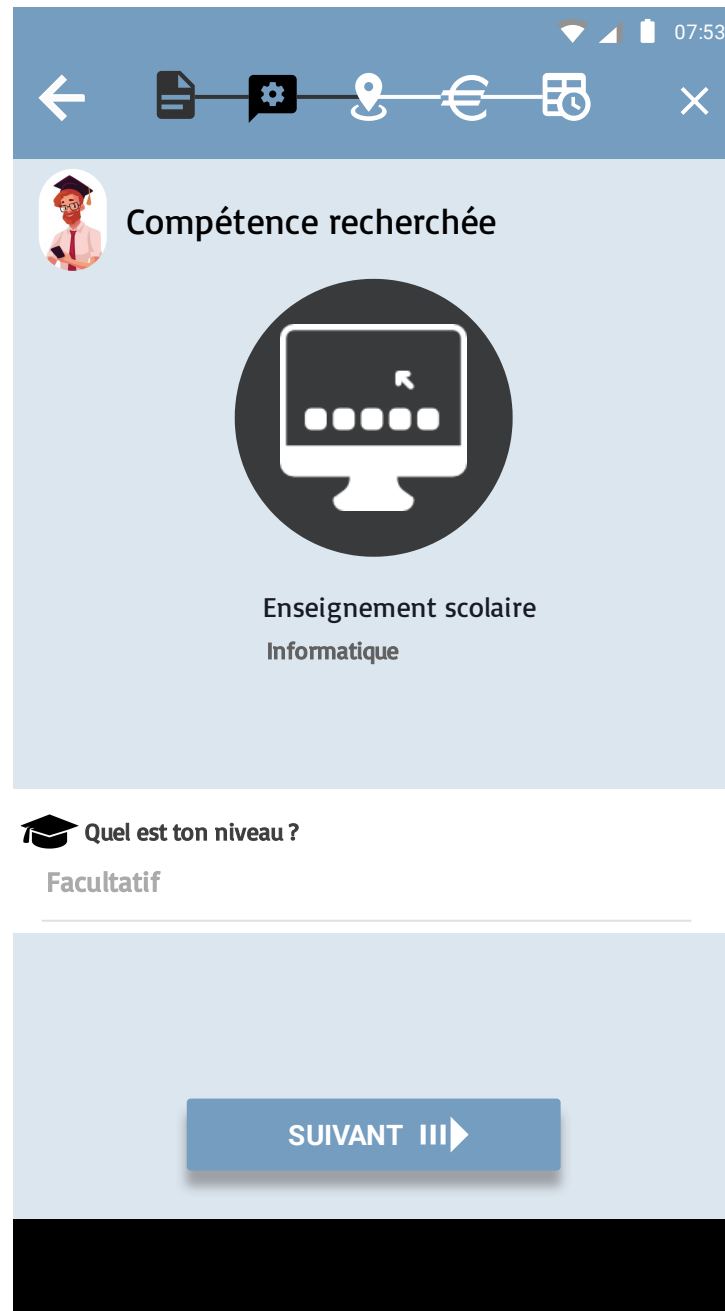 07:53
Compétence recherchée
Enseignement scolaire
Informatique
Quel est ton niveau ?
Facultatif
SUIVANT